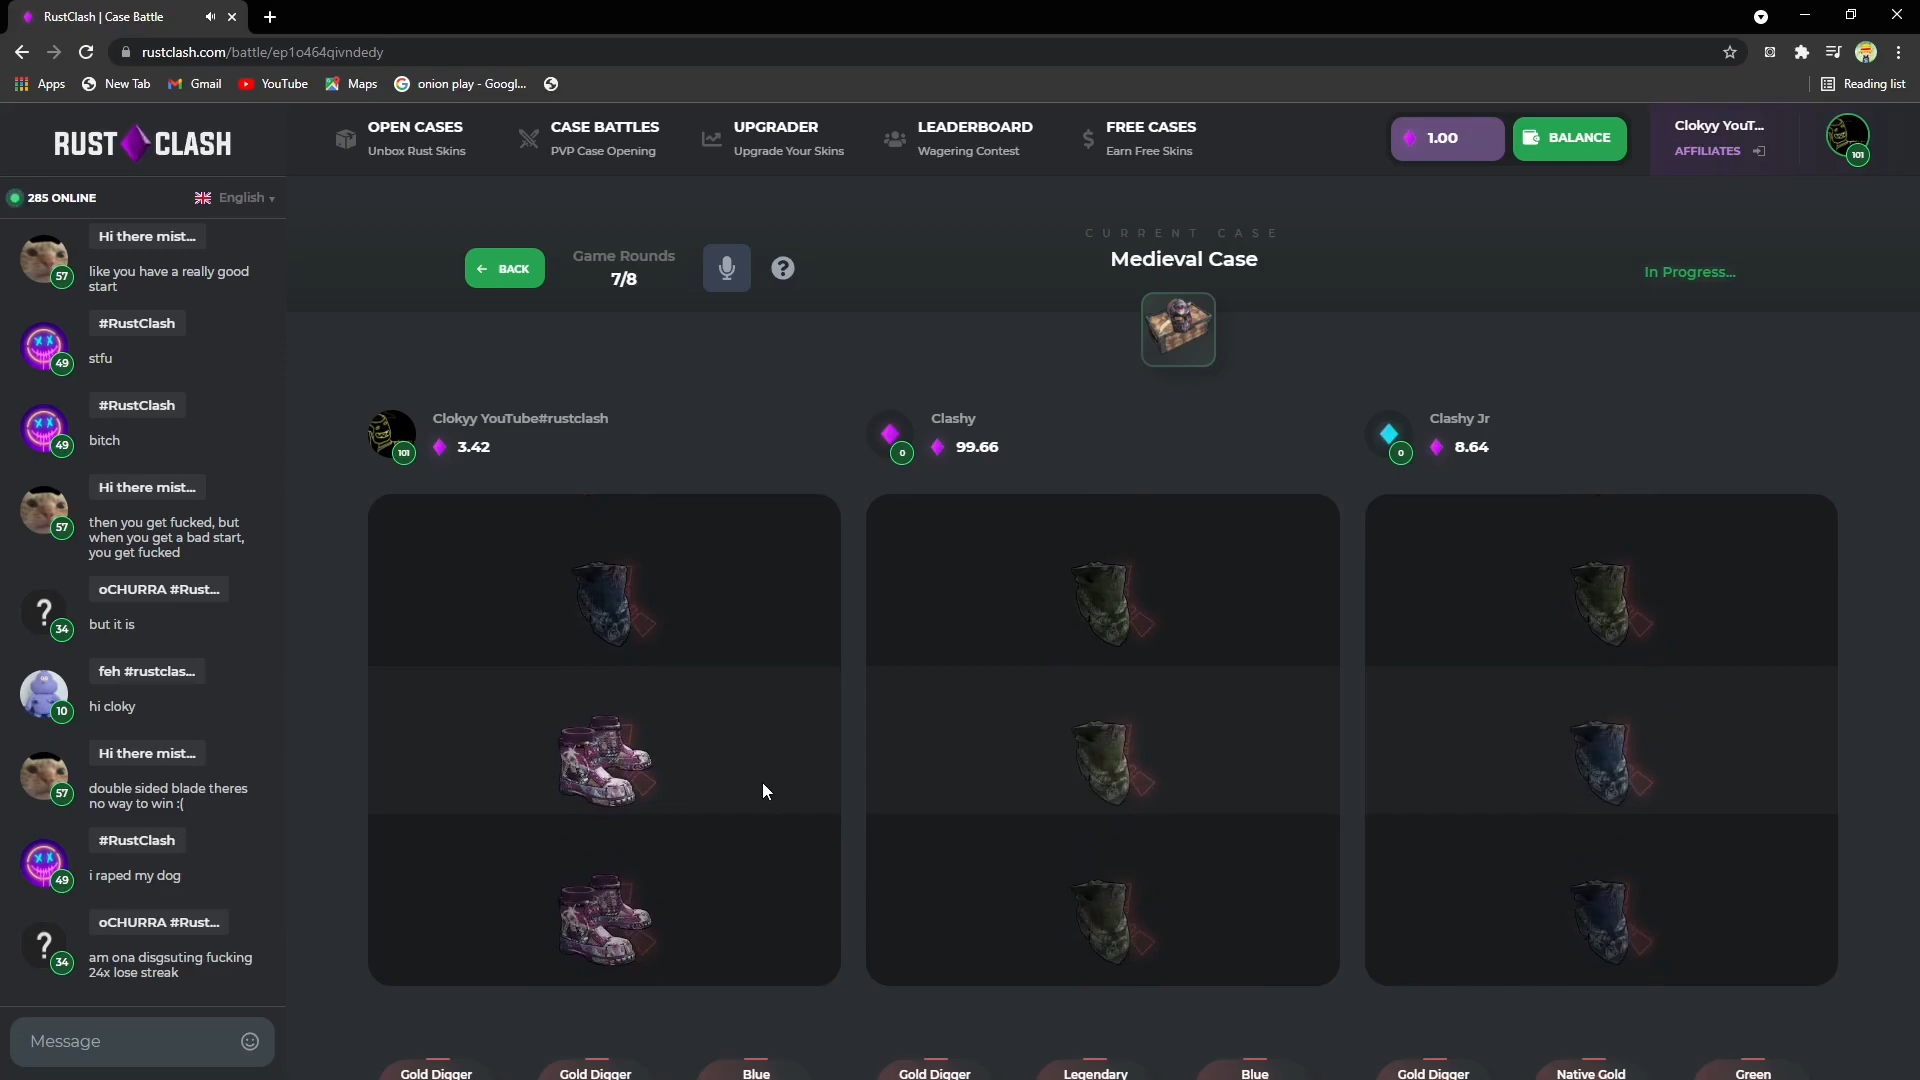 RustClash | Case Battle
rustclash.com/battle/ep1o464qivndedy
Apps New Tab Gmail YouTube Maps onion play - Googl... Reading list
RUST CLASH
OPEN CASES
Unbox Rust Skins
CASE BATTLES
PVP Case Opening
UPGRADER
Upgrade Your Skins
LEADERBOARD
Wagering Contest
FREE CASES
Earn Free Skins
1.00
BALANCE
Clokyy YouT...
AFFILIATES
101
285 ONLINE
English
Hi there mist...
57
like you have a really good
start
#RustClash
49
stfu
#RustClash
49
bitch
Hi there mist...
57
then you get fucked, but
when you get a bad start,
you get fucked
oCHURRA #Rust...
?
34
but it is
feh #rustclas...
10
hi cloky
Hi there mist...
57
double sided blade theres
no way to win :(
#RustClash
49
i raped my dog
oCHURRA #Rust...
?
34
am ona disgsuting fucking
24x lose streak
Message
BACK
Game Rounds
7/8
?
CURRENT CASE
Medieval Case
In Progress...
Clokyy YouTube#rustclash
101
3.42
Clashy
0
99.66
Clashy Jr
0
8.64
Gold Digger Gold Digger Blue Gold Digger Legendary Blue Gold Digger Native Gold Green